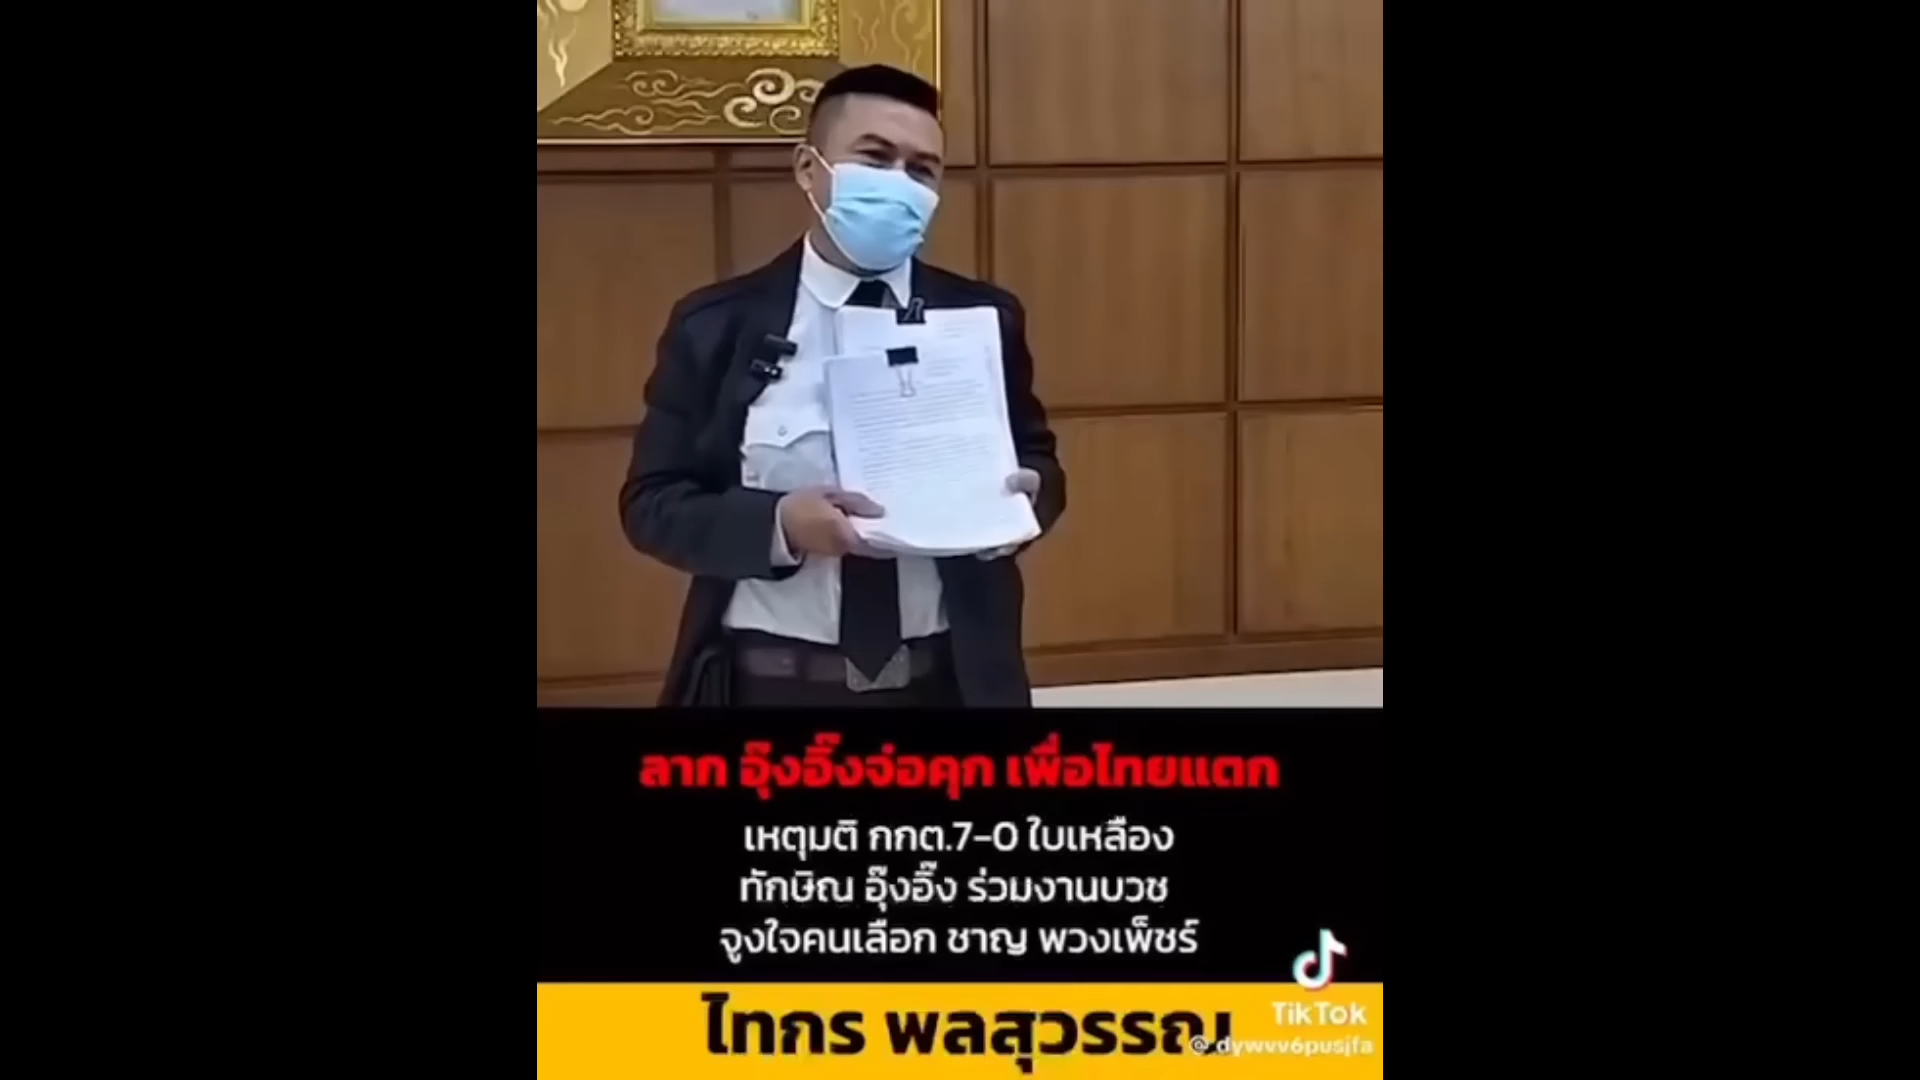 ลาก อุ๊งอิ๊งจ่อคุก เพื่อไทยแตก
เหตุมติ กกต.7-0 ใบเหลือง
ทักษิณ อุ๊งอิ๊ง ร่วมงานบวช
จูงใจคนเลือก ชาญ พวงเพ็ชร์
ไทกร พลสุวรรณ
TikTok
@dywvv6pusjfa